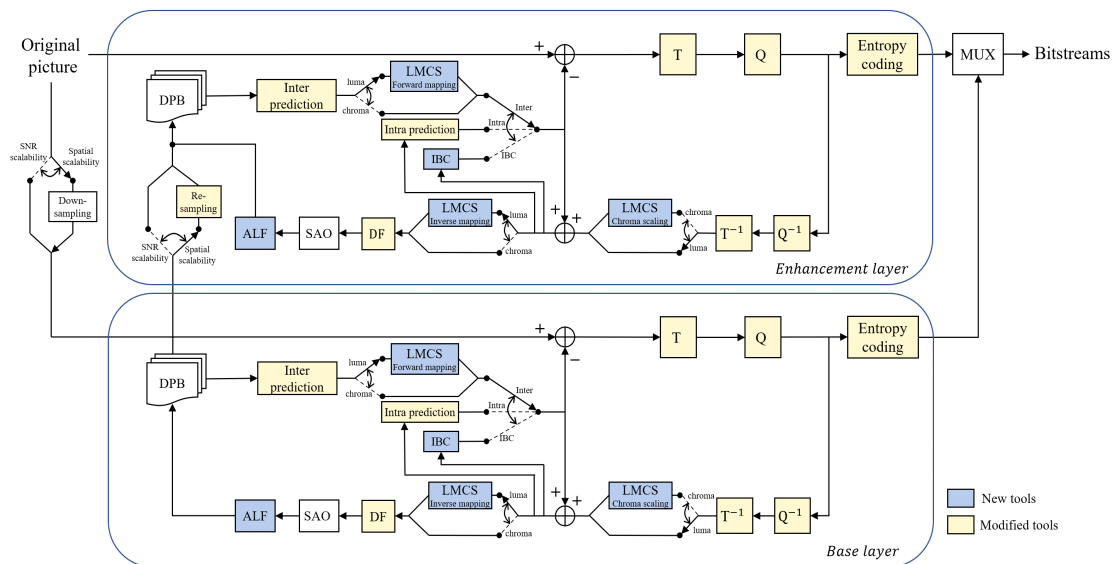 Original
picture
SNR
scalability
Spatial
scalability
Down-
sampling
DPB
Inter
prediction
luma
chroma
LMCS
Forward mapping
Intra prediction
IBC
Inter
Intra
IBC
+
−
T
Q
Entropy
coding
MUX
Bitstreams
Re-
sampling
SNR
scalability
Spatial
scalability
ALF
SAO
DF
LMCS
Inverse mapping
luma
chroma
+
+
LMCS
Chroma scaling
chroma
luma
T⁻¹
Q⁻¹
Enhancement layer
DPB
Inter
prediction
luma
chroma
LMCS
Forward mapping
Intra prediction
IBC
Inter
Intra
IBC
+
−
T
Q
Entropy
coding
ALF
SAO
DF
LMCS
Inverse mapping
luma
chroma
+
+
LMCS
Chroma scaling
chroma
luma
T⁻¹
Q⁻¹
Base layer
New tools
Modified tools